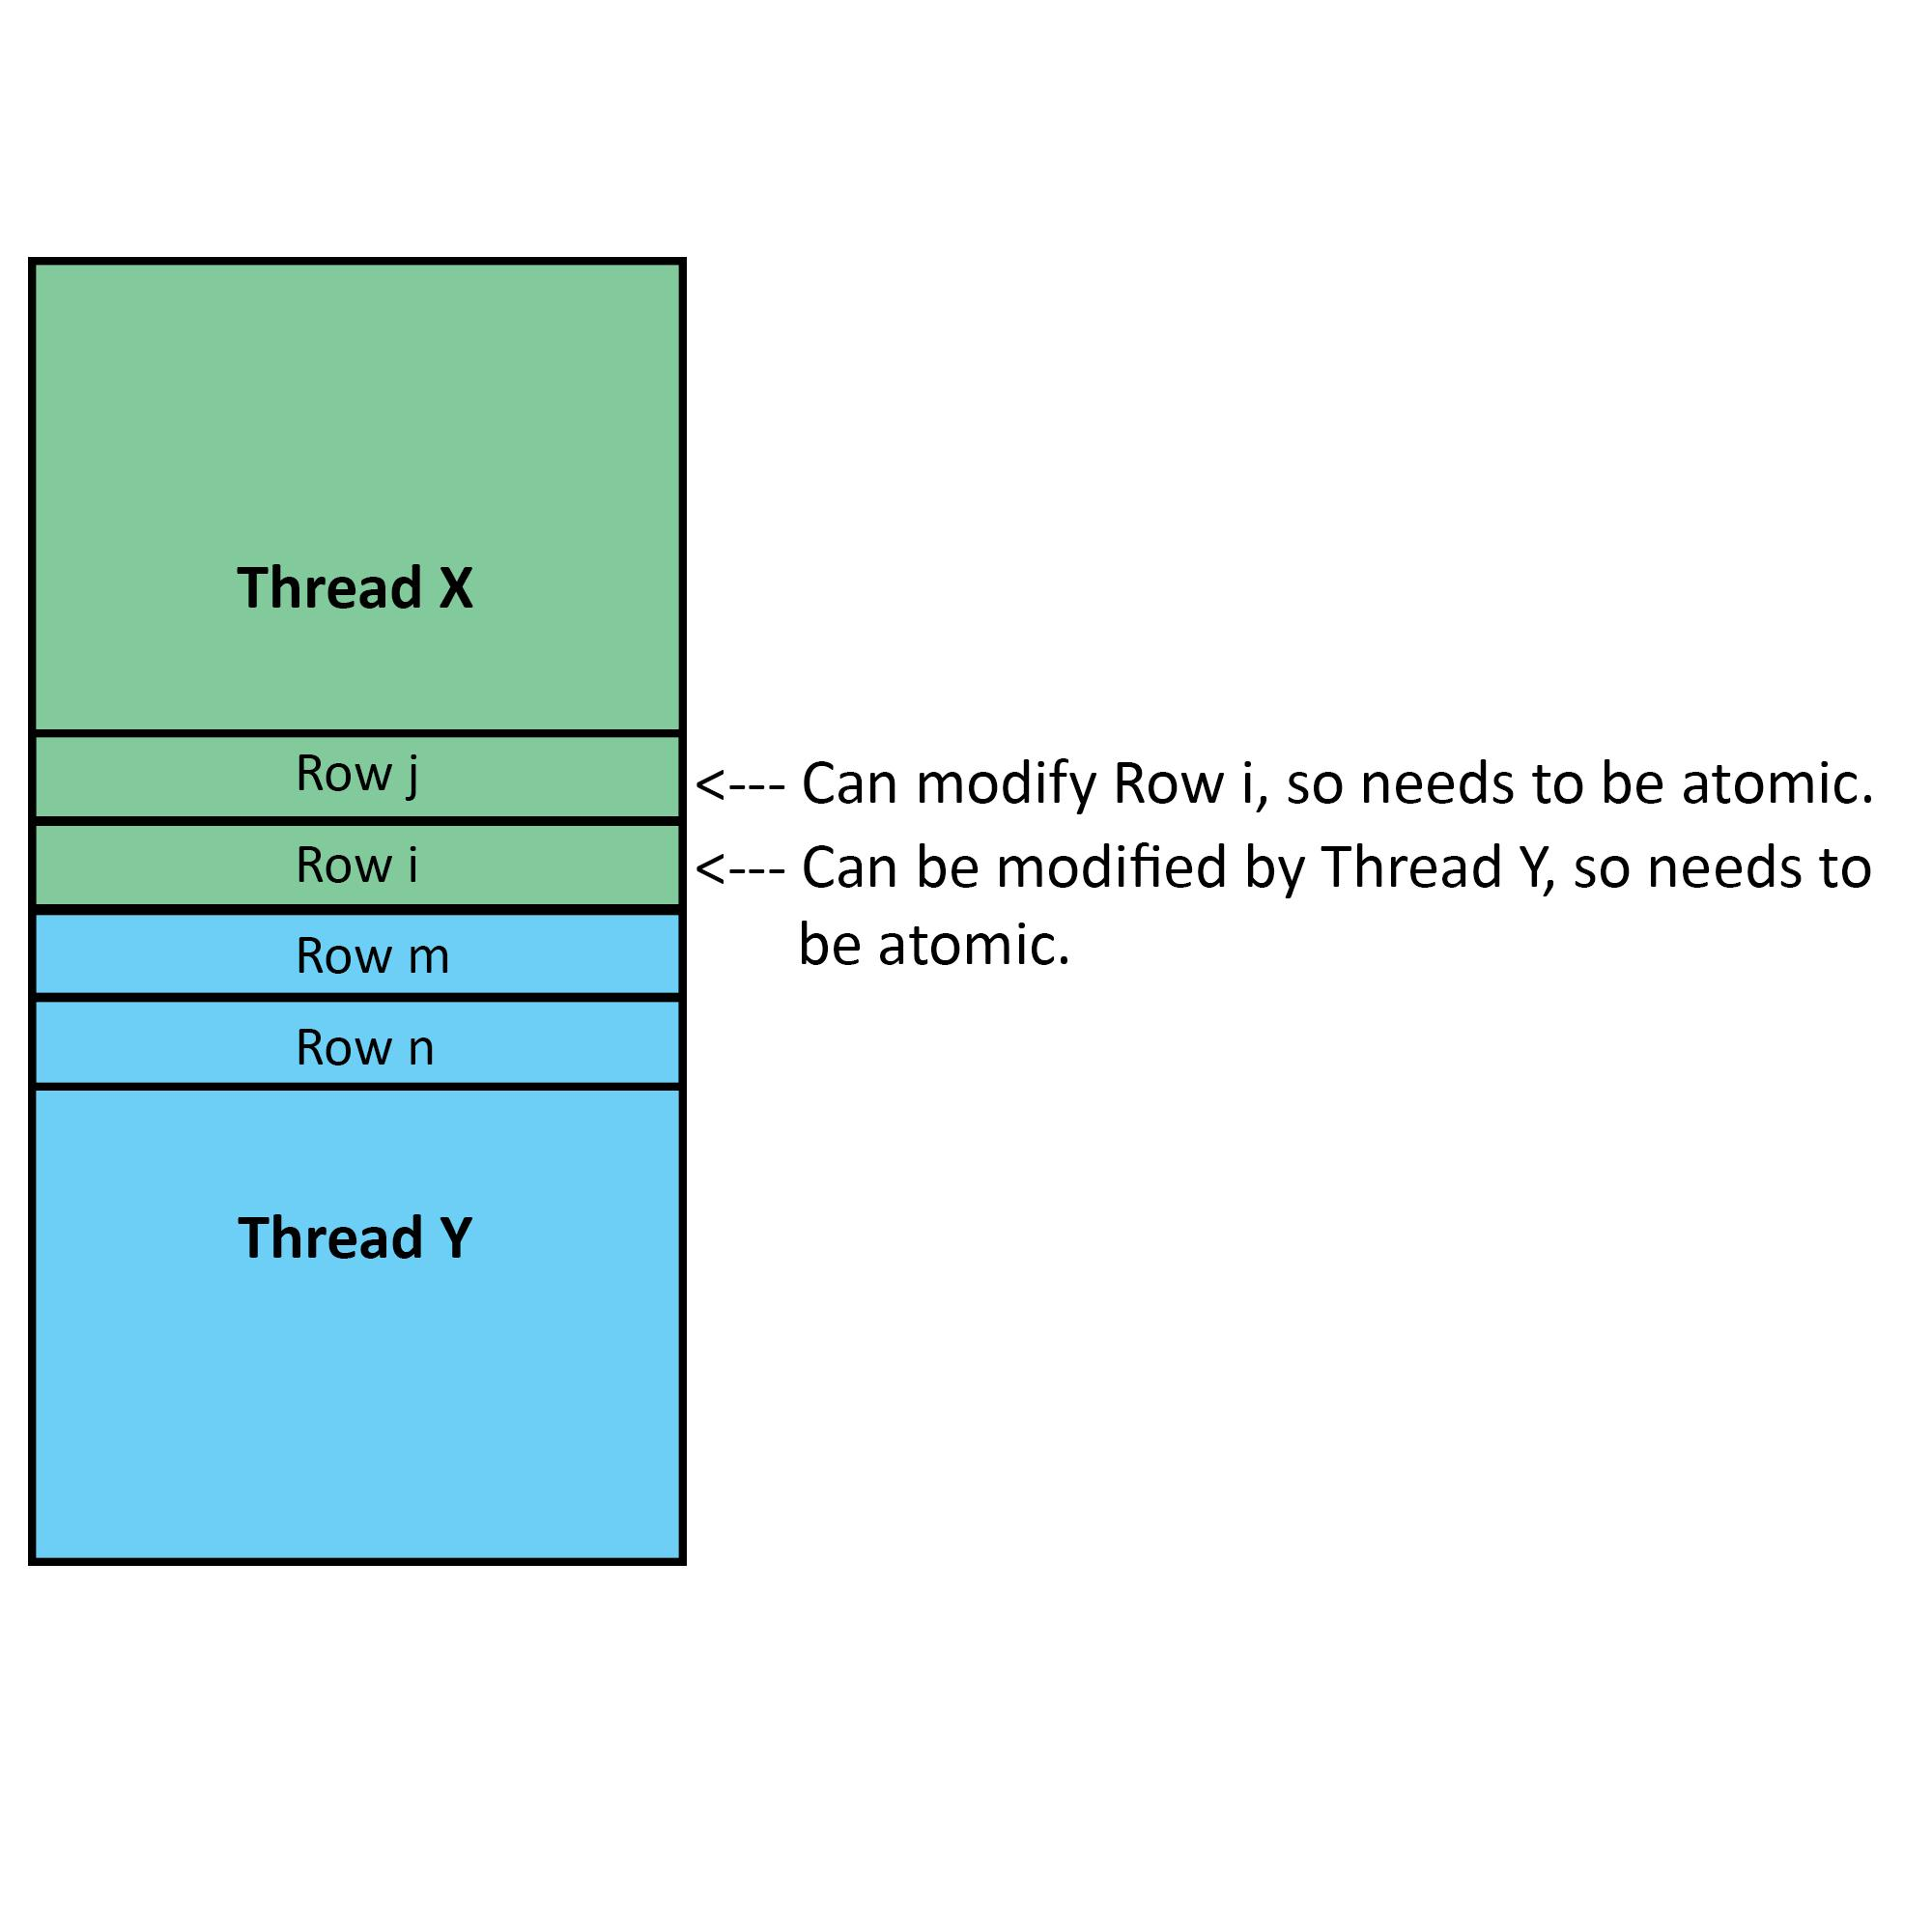 Thread X
Row j
<--- Can modify Row i, so needs to be atomic.
Row i
<--- Can be modified by Thread Y, so needs to
be atomic.
Row m
Row n
Thread Y